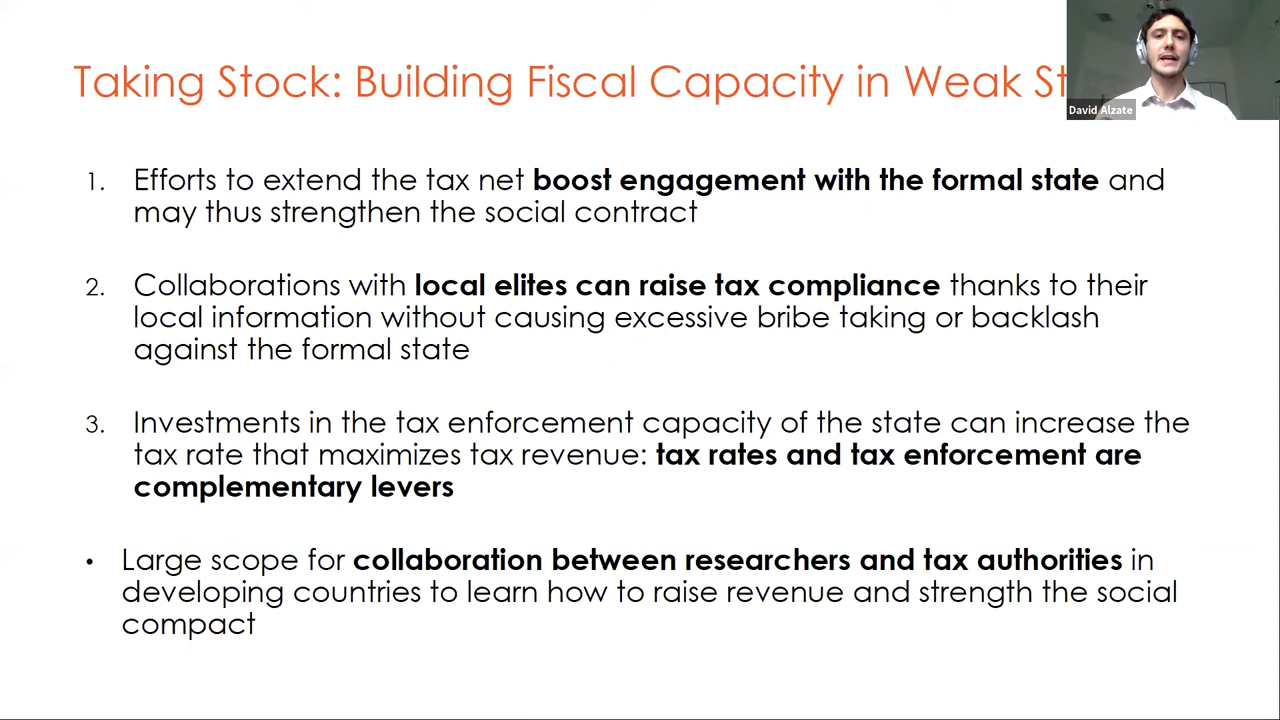 Taking Stock: Building Fiscal Capacity in Weak St
David Alzate
1. Efforts to extend the tax net boost engagement with the formal state and
may thus strengthen the social contract
2. Collaborations with local elites can raise tax compliance thanks to their
local information without causing excessive bribe taking or backlash
against the formal state
3. Investments in the tax enforcement capacity of the state can increase the
tax rate that maximizes tax revenue: tax rates and tax enforcement are
complementary levers
• Large scope for collaboration between researchers and tax authorities in
developing countries to learn how to raise revenue and strength the social
compact